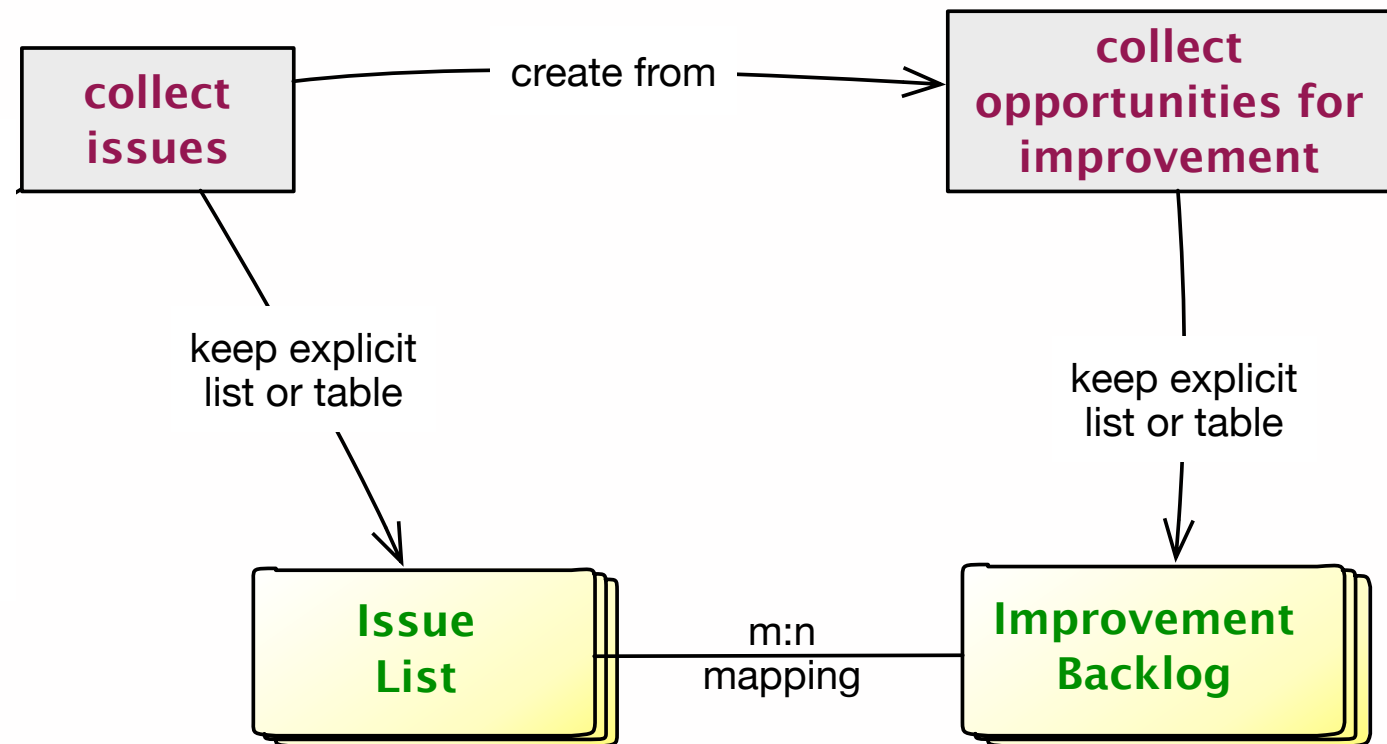 collect
issues
create from
collect
opportunities for
improvement
keep explicit
list or table
keep explicit
list or table
Issue
List
m:n
mapping
Improvement
Backlog